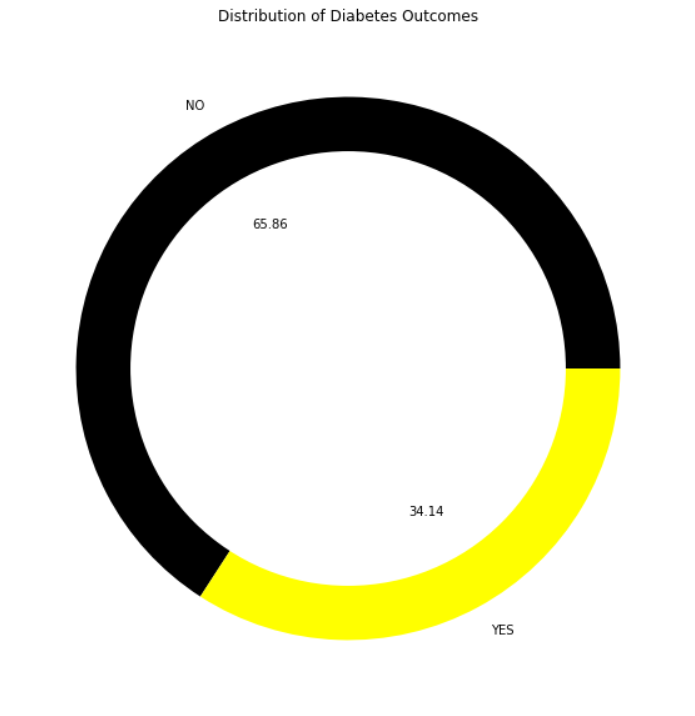 Distribution of Diabetes Outcomes
NO
65.86
34.14
YES